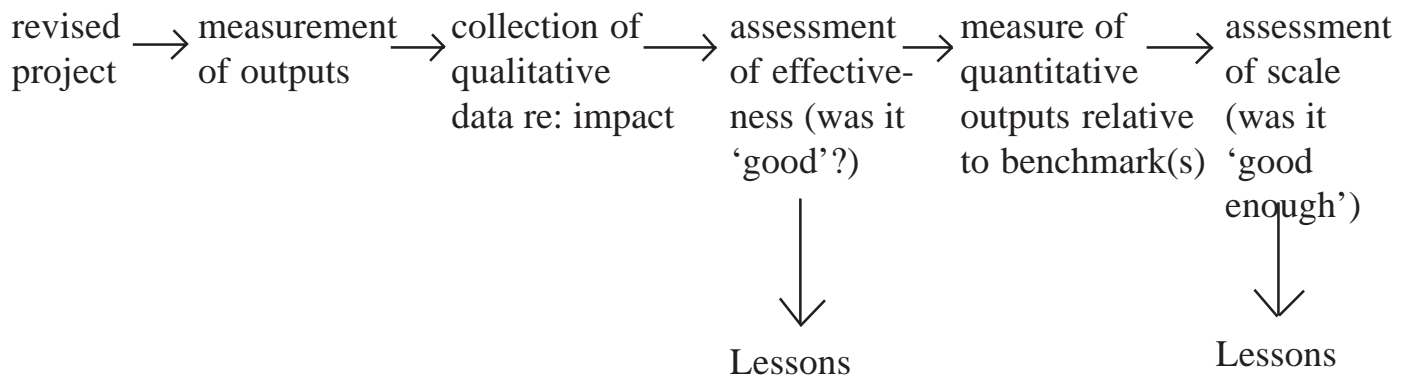 revised
project
measurement
of outputs
collection of
qualitative
data re: impact
assessment
of effective-
ness (was it
‘good’?)
measure of
quantitative
outputs relative
to benchmark(s)
assessment
of scale
(was it
‘good
enough’)
Lessons
Lessons